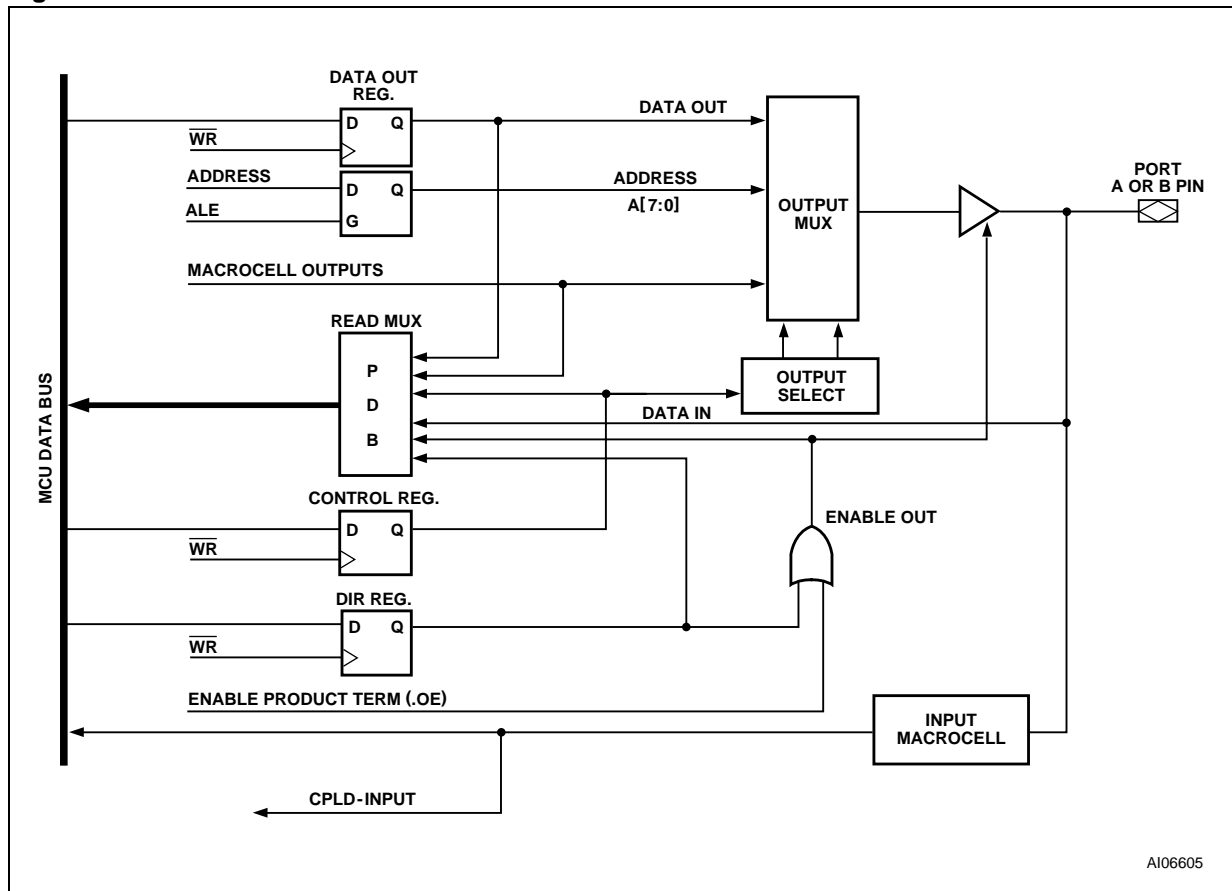 DATA OUT
REG.
D Q
WR
DATA OUT
ADDRESS
D Q
ALE
G
ADDRESS
A[7:0]
OUTPUT
MUX
PORT
A OR B PIN
MACROCELL OUTPUTS
READ MUX
P
D
B
OUTPUT
SELECT
DATA IN
MCU DATA BUS
CONTROL REG.
D Q
WR
ENABLE OUT
DIR REG.
D Q
WR
ENABLE PRODUCT TERM (.OE)
INPUT
MACROCELL
CPLD-INPUT
AI06605